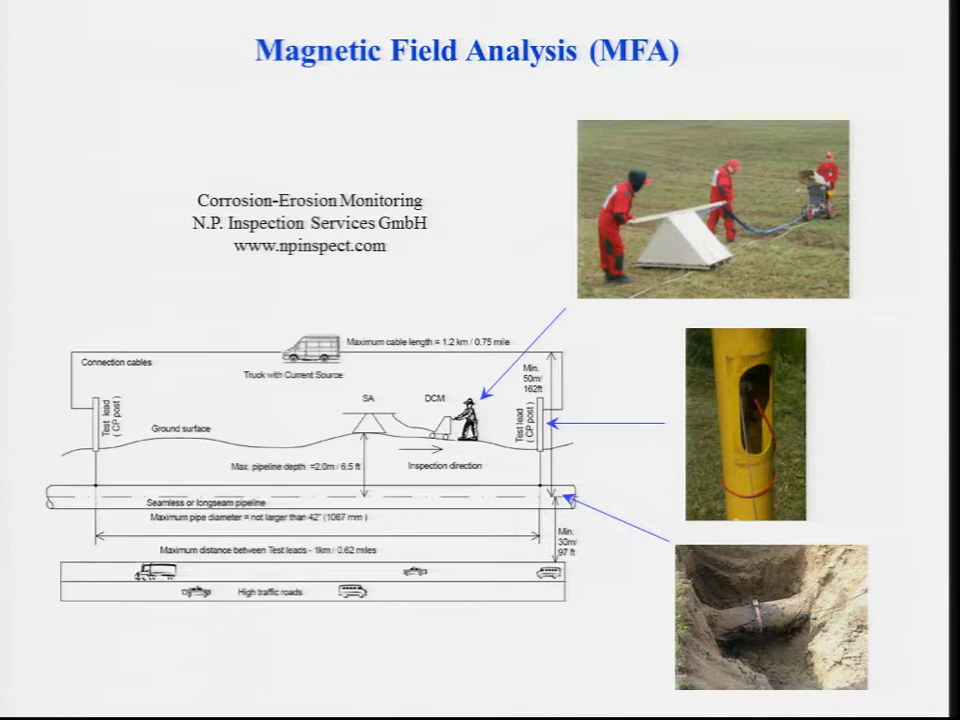 Magnetic Field Analysis (MFA)
Corrosion-Erosion Monitoring
N.P. Inspection Services GmbH
www.npinspect.com
Maximum cable length = 1.2 km / 0.75 mile
Connection cables
Truck with Current Source
Min.
50m/
162ft
SA
DCM
Test lead
( CP post )
Test lead
( CP post )
Ground surface
Max. pipeline depth =2.0m / 6.5 ft
Inspection direction
Seamless or longseam pipeline
Maximum pipe diameter = not larger than 42" (1067 mm )
Min.
30m/
97 ft
Maximum distance between Test leads - 1km / 0.62 miles
High traffic roads